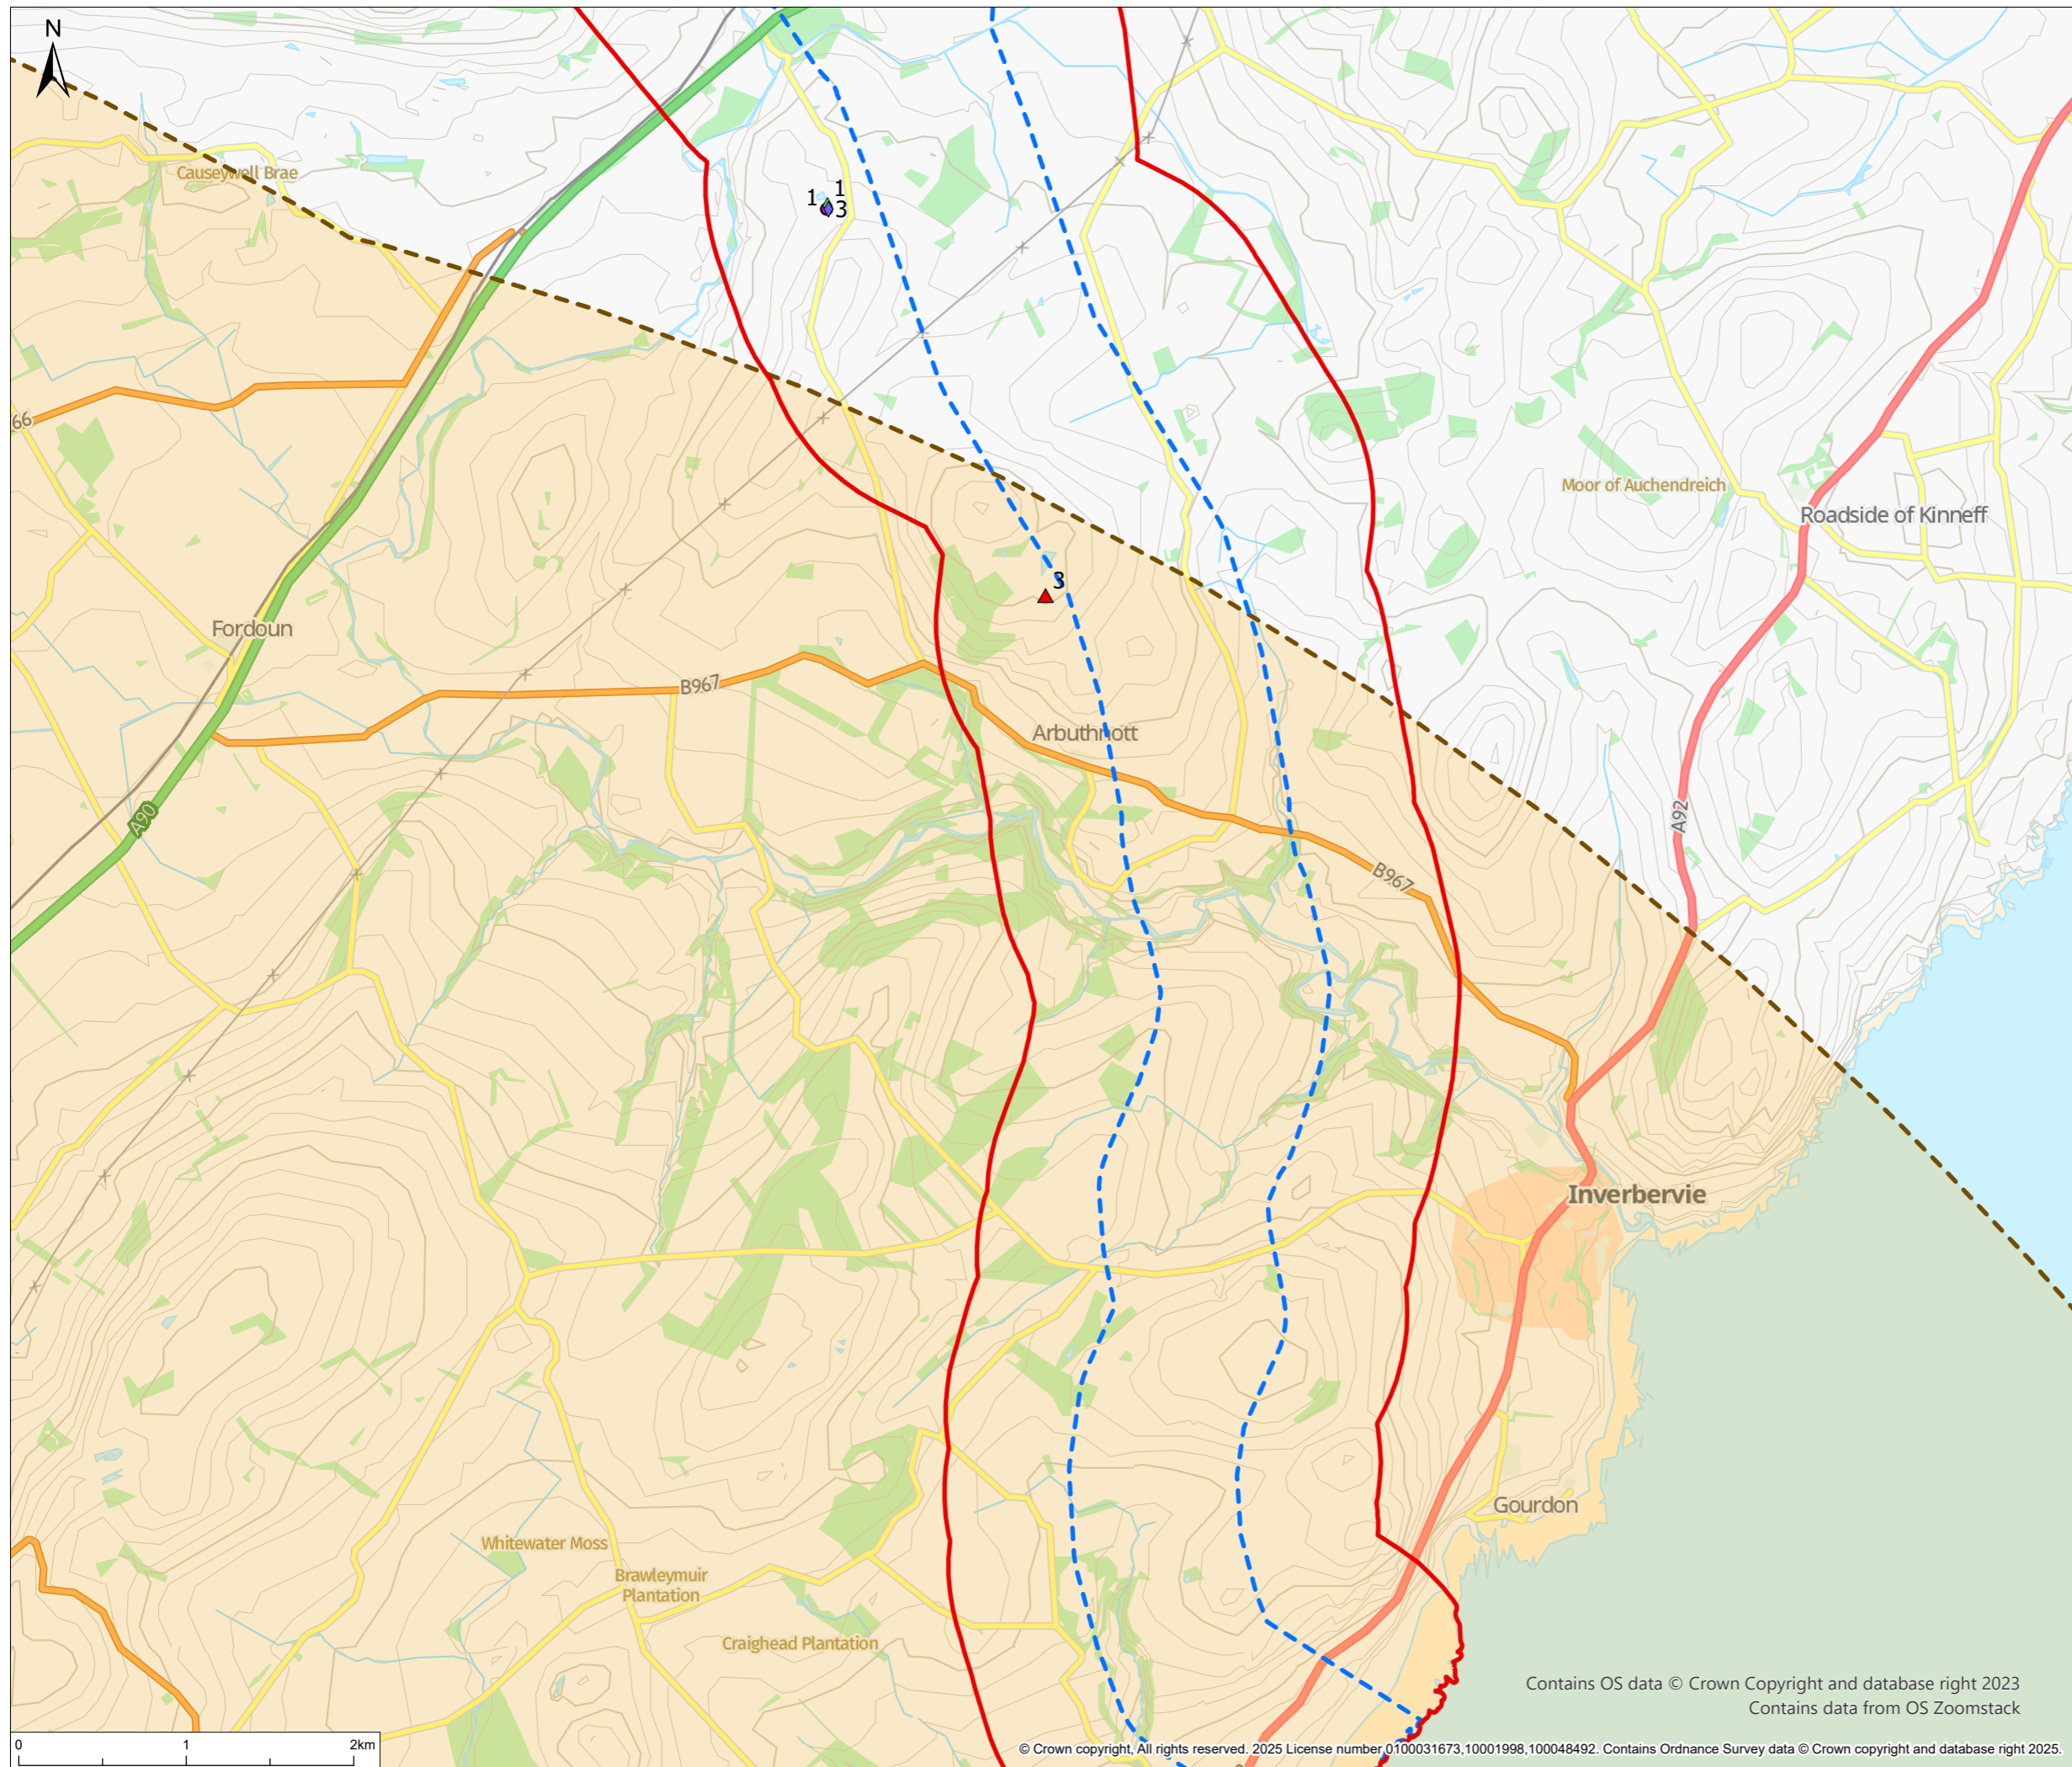 N
Causeywell Brae
1
1
3
66
Moor of Auchendreich
Roadside of Kinneff
3
Fordoun
B967
Arbuthnott
A92
A90
B967
Inverbervie
Gourdon
Whitewater Moss
Brawleymuir
Plantation
Craighead Plantation
Contains OS data © Crown Copyright and database right 2023
Contains data from OS Zoomstack
0 1 2km
© Crown copyright, All rights reserved. 2025 License number 0100031673,10001998,100048492. Contains Ordnance Survey data © Crown copyright and database right 2025.